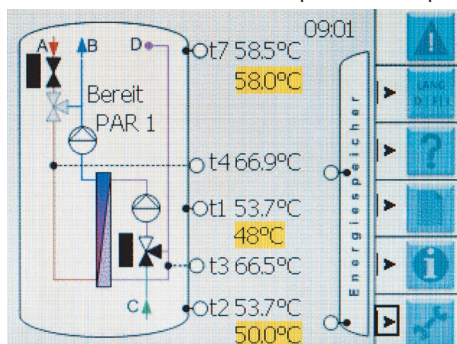 09:01
A B D
t7 58.5°C
58.0°C
Bereit
PAR 1
t4 66.9°C
t1 53.7°C
48°C
t3 66.5°C
C
t2 53.7°C
50.0°C
Energiespeicher
LANG
?
i